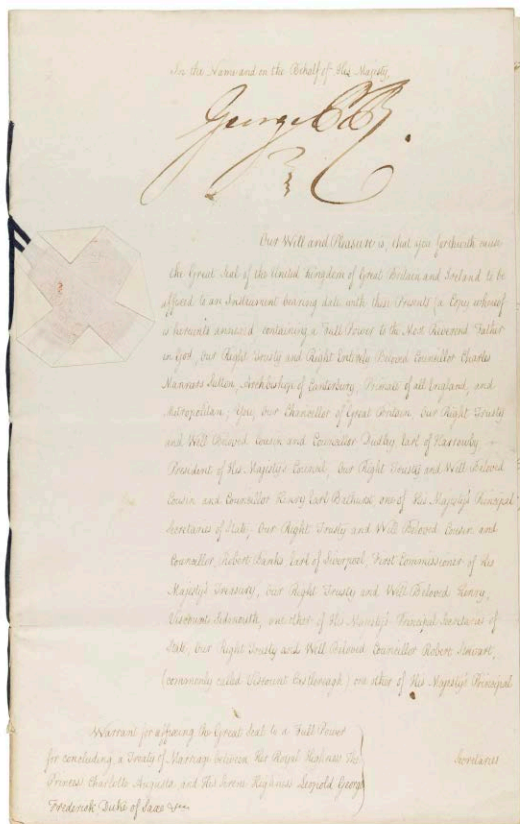 In the Name and on the Behalf of His Majesty,
George P R
Our Will and Pleasure is, that you forthwith cause
the Great Seal of the United Kingdom of Great Britain and Ireland to be
affixed to an Instrument bearing date with these Presents (a Copy whereof
is herewith annexed) containing a Full Power to the Most Reverend Father
in God, our Right Trusty and Right Entirely Beloved Councillor Charles
Manners Sutton Archbishop of Canterbury, Primate of all England, and
Metropolitan; You, our Chancellor of Great Britain, our Right Trusty
and Well Beloved Cousin and Councillor Dudley Earl of Harrowby
President of His Majesty's Council, our Right Trusty and Well Beloved
Cousin and Councillor Henry Earl Bathurst, one of His Majesty's Principal
Secretaries of State, Our Right Trusty and Well Beloved Cousin and
Councillor, Robert Banks Earl of Liverpool First Commissioner of His
Majesty's Treasury, our Right Trusty and Well Beloved Henry,
Viscount Sidmouth, another of His Majesty's Principal Secretaries of
State, our Right Trusty and Well Beloved Councillor Robert Stewart,
(commonly called Viscount Castlereagh) one other of His Majesty's Principal
Secretaries
Warrant for affixing the Great Seal to a Full Power
for concluding a Treaty of Marriage between Her Royal Highness The
Princess Charlotte Augusta, and His Serene Highness Leopold George
Frederick Duke of Saxe